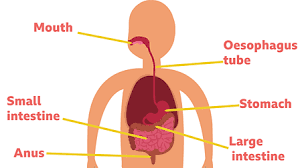 Mouth
Oesophagus
tube
Small
intestine
Stomach
Anus
Large
intestine